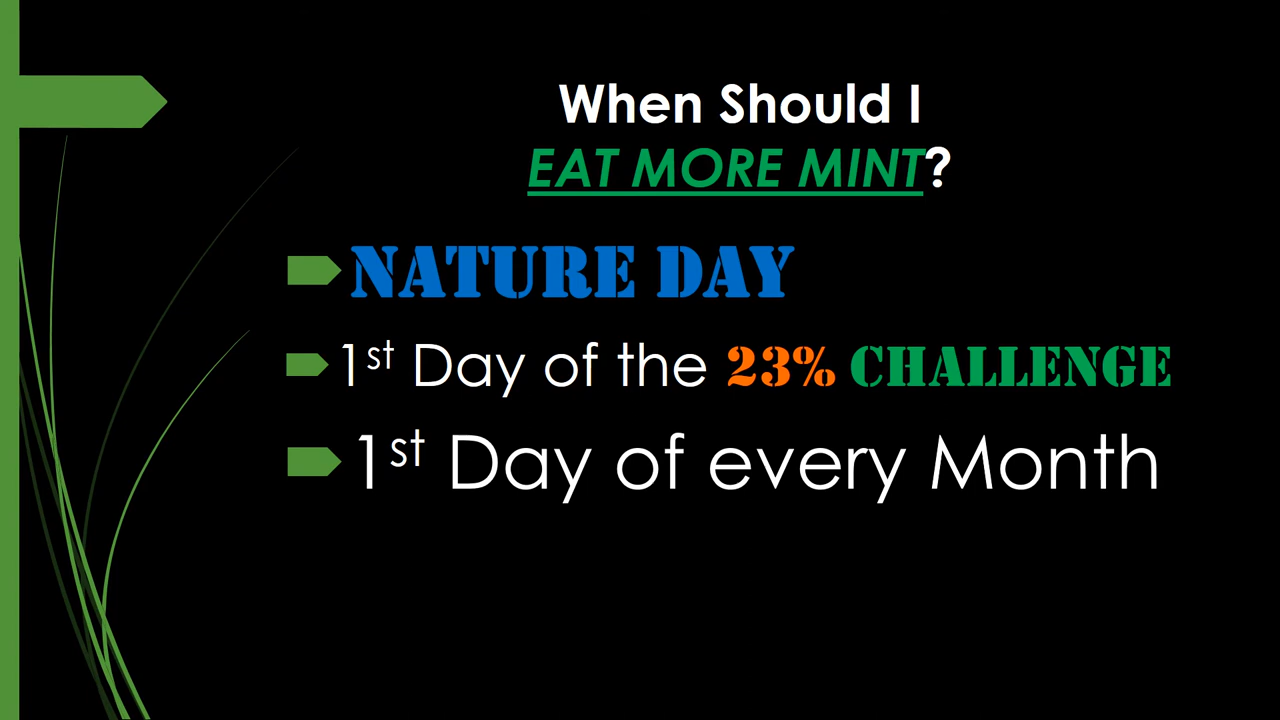 When Should I
EAT MORE MINT?
NATURE DAY
1st Day of the 23% CHALLENGE
1st Day of every Month